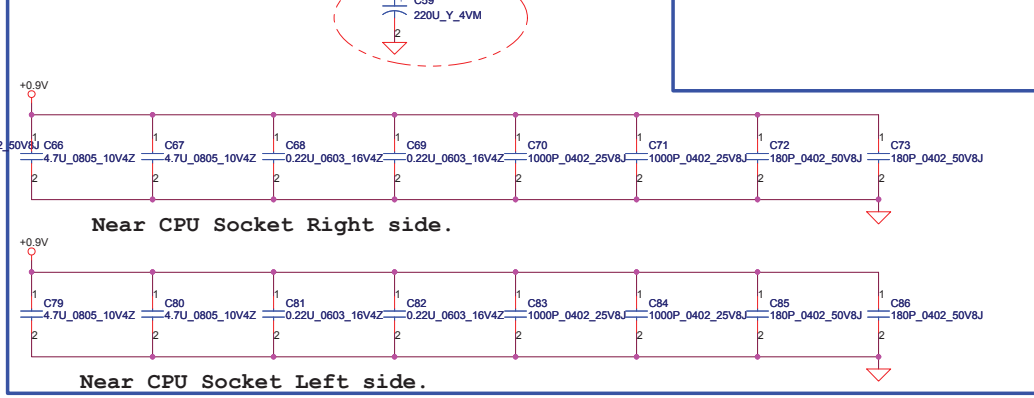 C59
220U_Y_4VM
2
+0.9V
1 1 1 1 1 1 1 1
_50V8J C66 C67 C68 C69 C70 C71 C72 C73
4.7U_0805_10V4Z 4.7U_0805_10V4Z 0.22U_0603_16V4Z 0.22U_0603_16V4Z 1000P_0402_25V8J 1000P_0402_25V8J 180P_0402_50V8J 180P_0402_50V8J
2 2 2 2 2 2 2 2
Near CPU Socket Right side.
+0.9V
1 1 1 1 1 1 1 1
C79 C80 C81 C82 C83 C84 C85 C86
4.7U_0805_10V4Z 4.7U_0805_10V4Z 0.22U_0603_16V4Z 0.22U_0603_16V4Z 1000P_0402_25V8J 1000P_0402_25V8J 180P_0402_50V8J 180P_0402_50V8J
2 2 2 2 2 2 2 2
Near CPU Socket Left side.